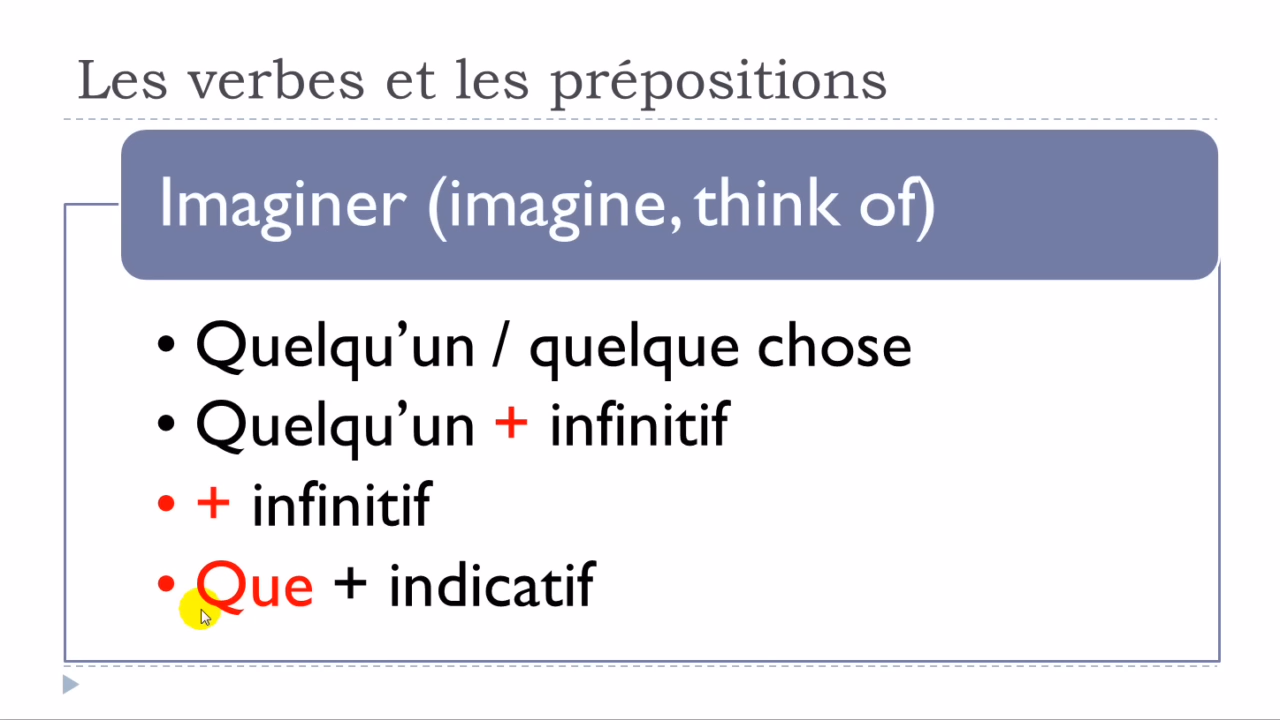 Les verbes et les prépositions
Imaginer (imagine, think of)
• Quelqu’un / quelque chose
• Quelqu’un + infinitif
• + infinitif
• Que + indicatif